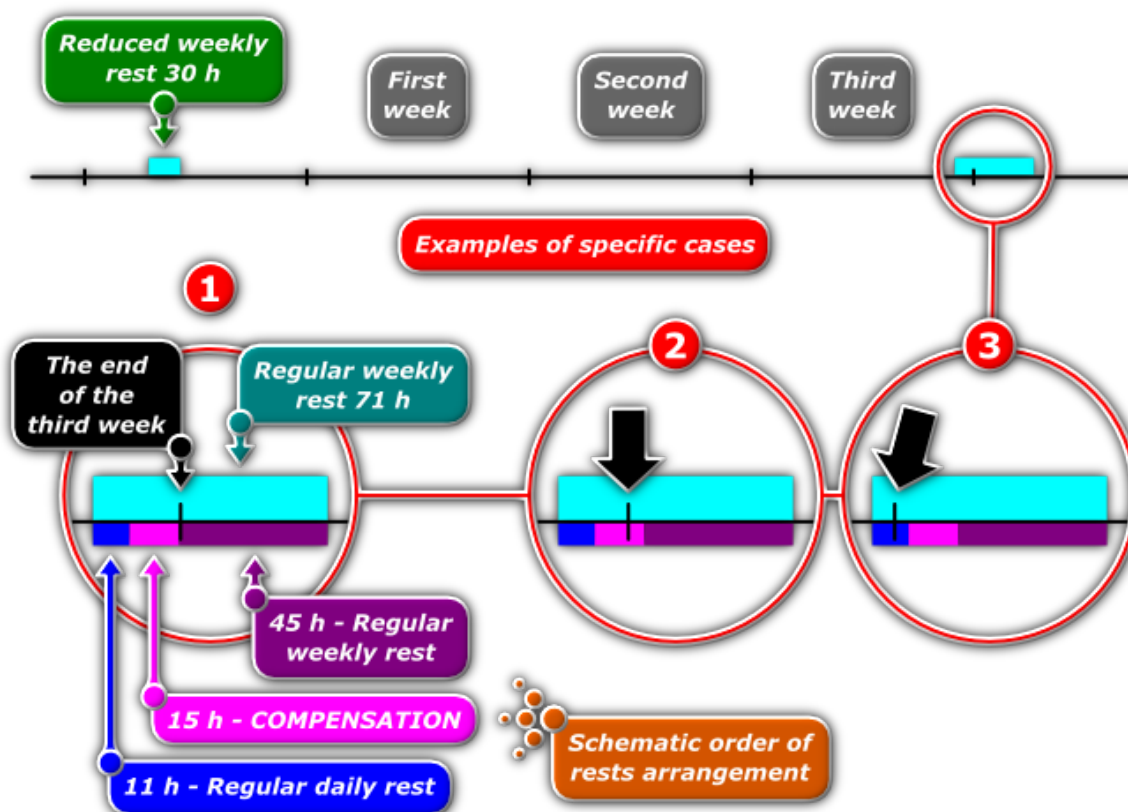 Reduced weekly
rest 30 h
First
week
Second
week
Third
week
Examples of specific cases
1
2
3
The end
of the
third week
Regular weekly
rest 71 h
45 h - Regular
weekly rest
15 h - COMPENSATION
11 h - Regular daily rest
Schematic order of
rests arrangement